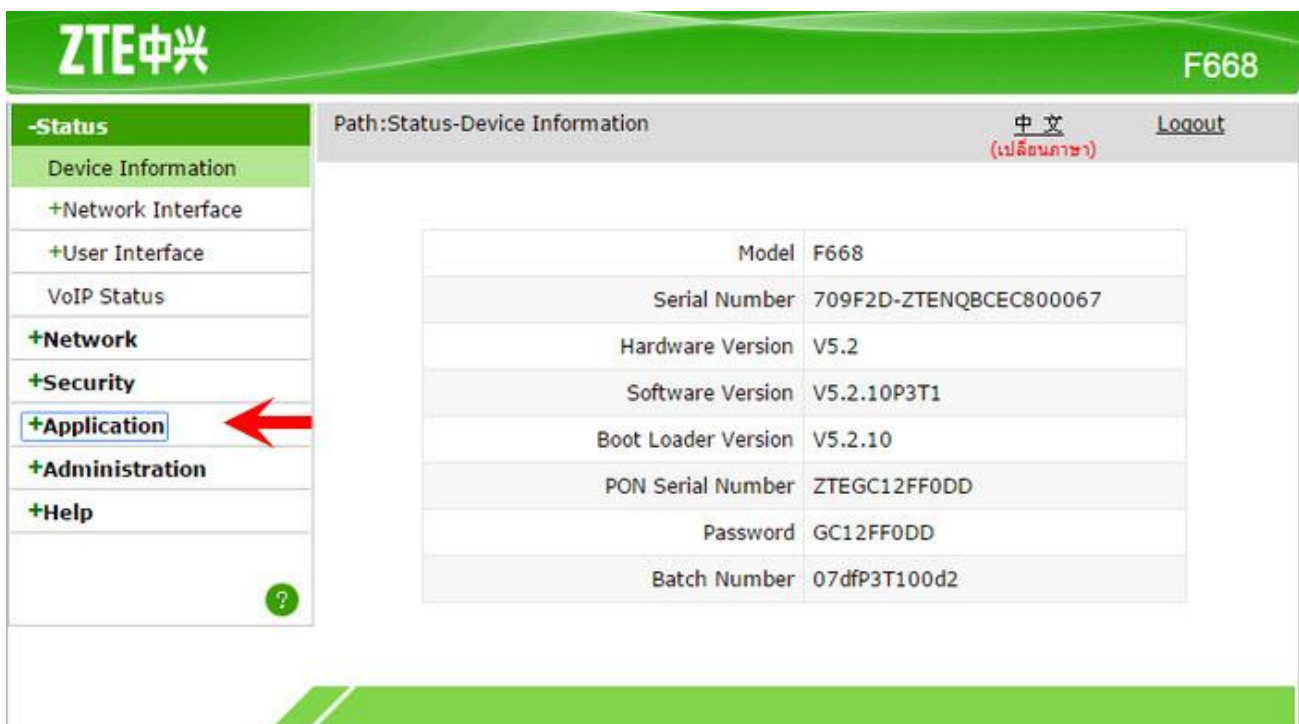 ZTE中兴
F668
-Status
Device Information
+Network Interface
+User Interface
VoIP Status
+Network
+Security
+Application
+Administration
+Help
?
Path:Status-Device Information
中 文
Logout
(เปลี่ยนภาษา)
Model F668
Serial Number 709F2D-ZTENQBCEC800067
Hardware Version V5.2
Software Version V5.2.10P3T1
Boot Loader Version V5.2.10
PON Serial Number ZTEGC12FF0DD
Password GC12FF0DD
Batch Number 07dfP3T100d2